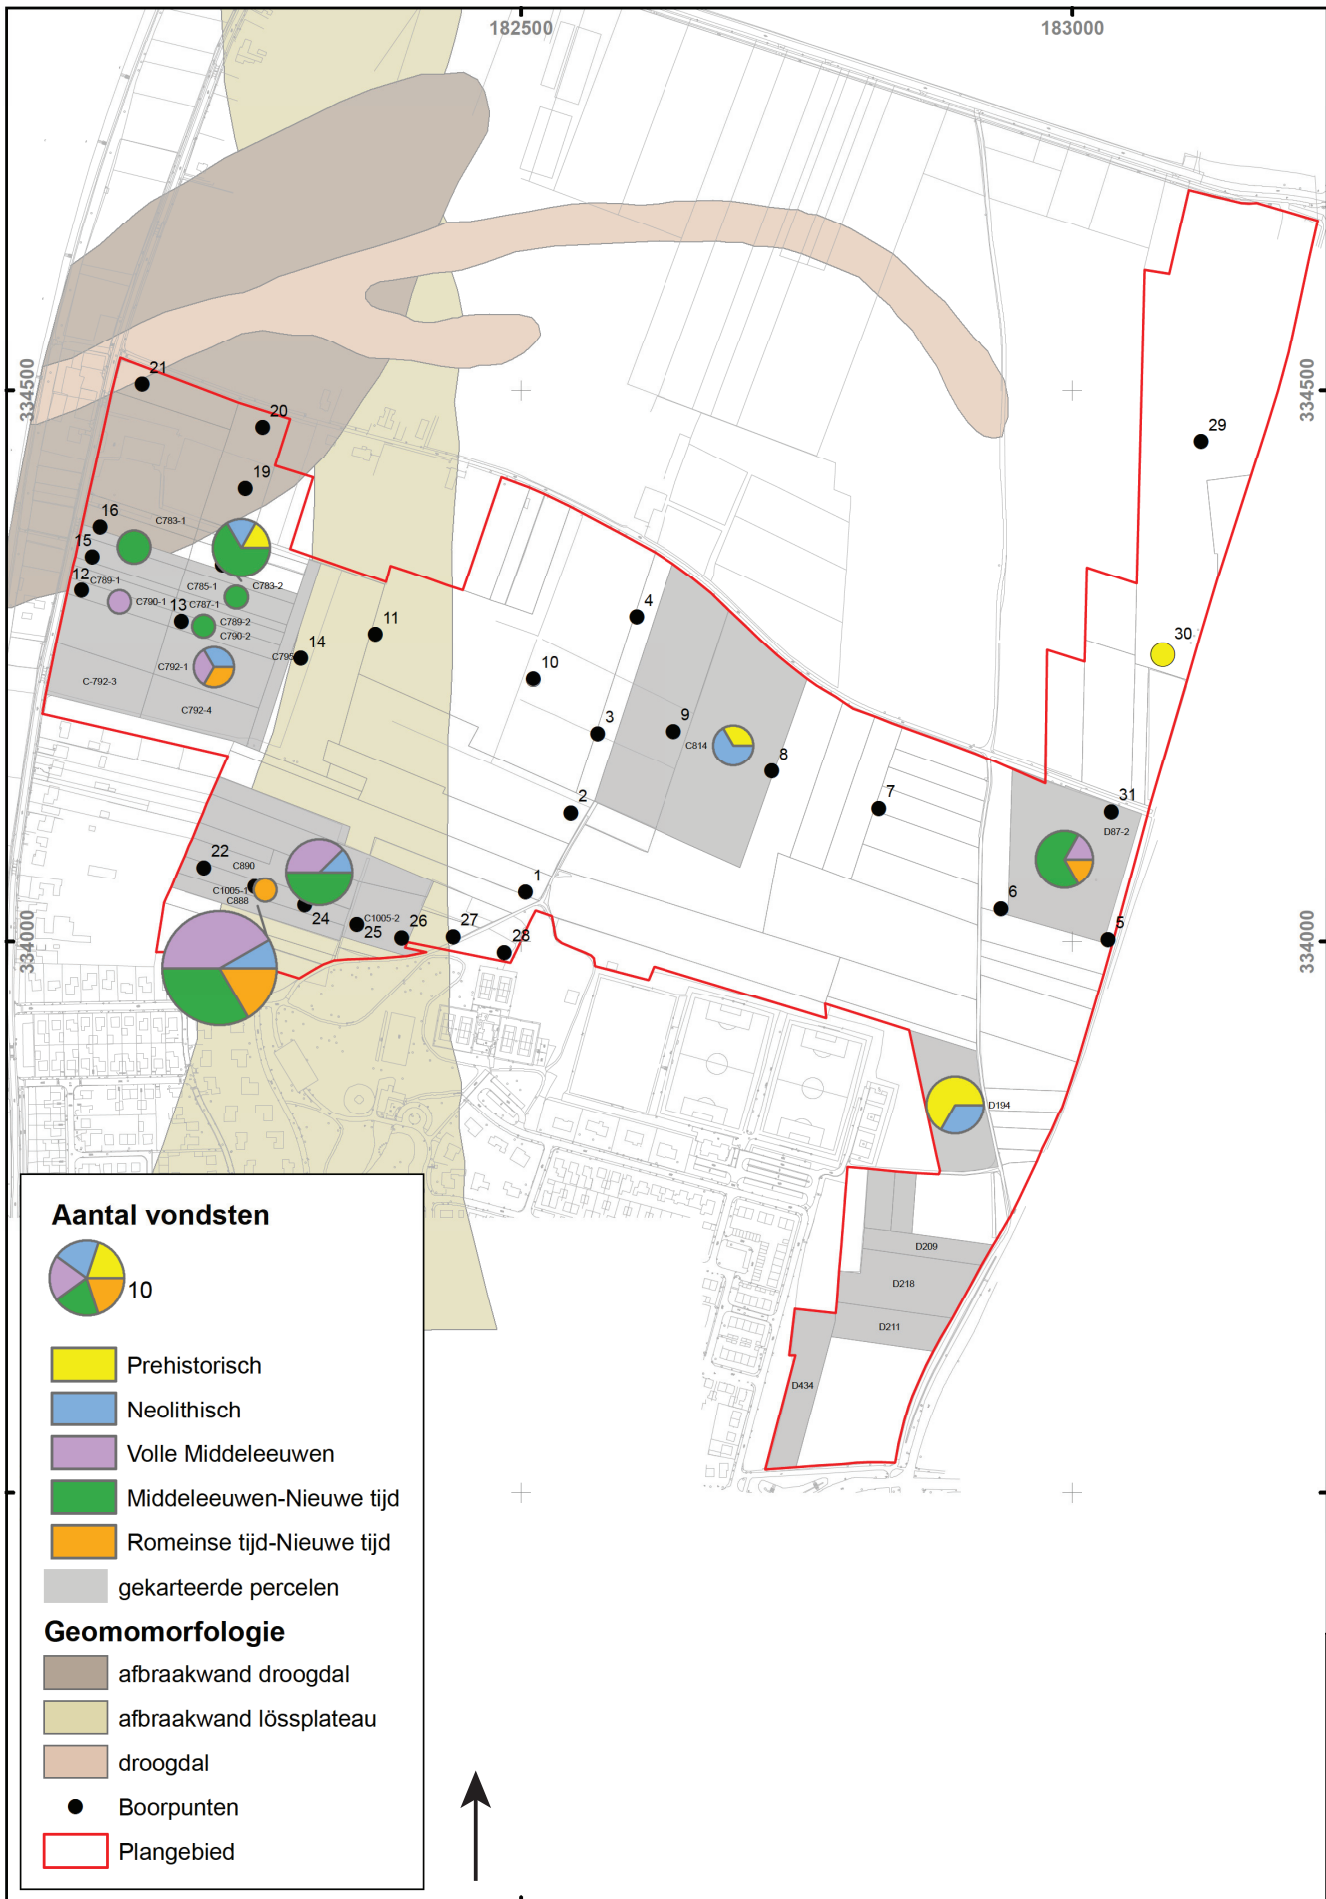 182500
183000
334500
334500
21
20
29
19
16
C783-1
15
12
C789-1
C785-1
C783-2
C790-1
C787-1
13
C789-2
C790-2
4
11
30
C792-1
C795
14
10
C-792-3
C792-4
3
9
C814
8
2
7
31
D87-2
22
C890
C1005-1
C888
24
1
6
C1005-2
25
26
27
28
5
334000
334000
D194
D209
D218
D211
D434
Aantal vondsten
10
Prehistorisch
Neolithisch
Volle Middeleeuwen
Middeleeuwen-Nieuwe tijd
Romeinse tijd-Nieuwe tijd
gekarteerde percelen
Geomomorfologie
afbraakwand droogdal
afbraakwand lössplateau
droogdal
Boorpunten
Plangebied